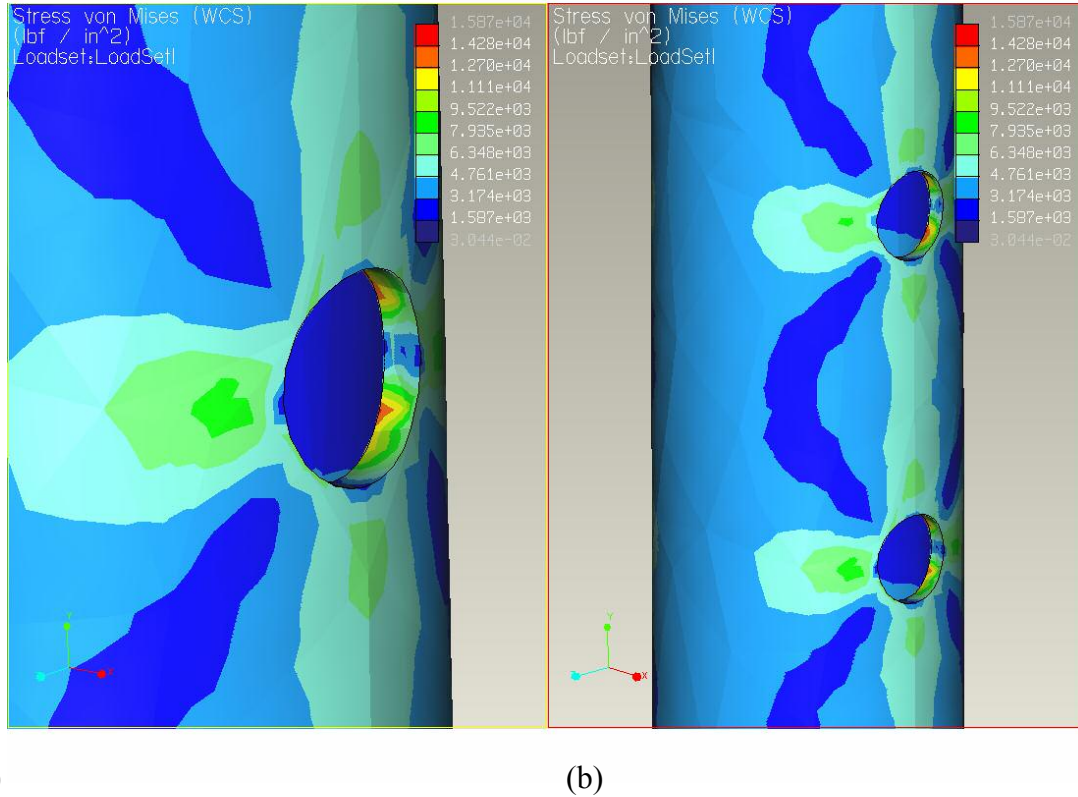 Stress von Mises (WCS)
(lbf / in^2)
Loadset:LoadSet1
1.587e+04
1.428e+04
1.270e+04
1.111e+04
9.522e+03
7.935e+03
6.348e+03
4.761e+03
3.174e+03
1.587e+03
3.044e-02
Y
X
Stress von Mises (WCS)
(lbf / in^2)
Loadset:LoadSet1
1.587e+04
1.428e+04
1.270e+04
1.111e+04
9.522e+03
7.935e+03
6.348e+03
4.761e+03
3.174e+03
1.587e+03
3.044e-02
Y
Z
X
(b)